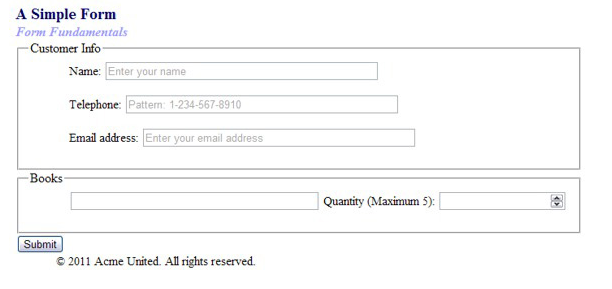 A Simple Form
Form Fundamentals
Customer Info
Name: Enter your name
Telephone: Pattern: 1-234-567-8910
Email address: Enter your email address
Books
Quantity (Maximum 5):
Submit
© 2011 Acme United. All rights reserved.